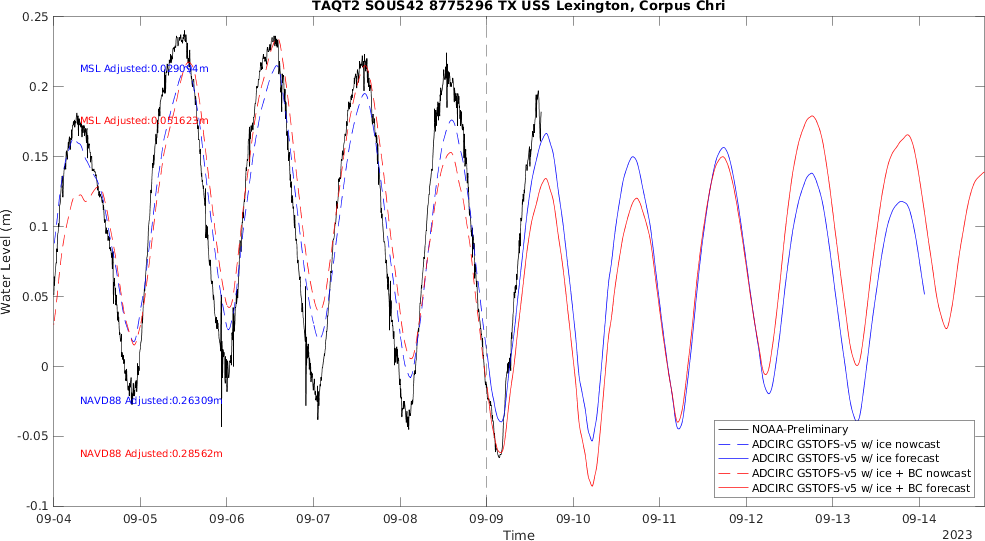 TAQT2 SOUS42 8775296 TX USS Lexington, Corpus Chri
0.25
0.2
0.15
0.1
0.05
0
-0.05
-0.1
Water Level (m)
MSL Adjusted:0.029094m
MSL Adjusted:0.051623m
NAVD88 Adjusted:0.26309m
NAVD88 Adjusted:0.28562m
NOAA-Preliminary
ADCIRC GSTOFS-v5 w/ ice nowcast
ADCIRC GSTOFS-v5 w/ ice forecast
ADCIRC GSTOFS-v5 w/ ice + BC nowcast
ADCIRC GSTOFS-v5 w/ ice + BC forecast
09-04 09-05 09-06 09-07 09-08 09-09 09-10 09-11 09-12 09-13 09-14
Time
2023